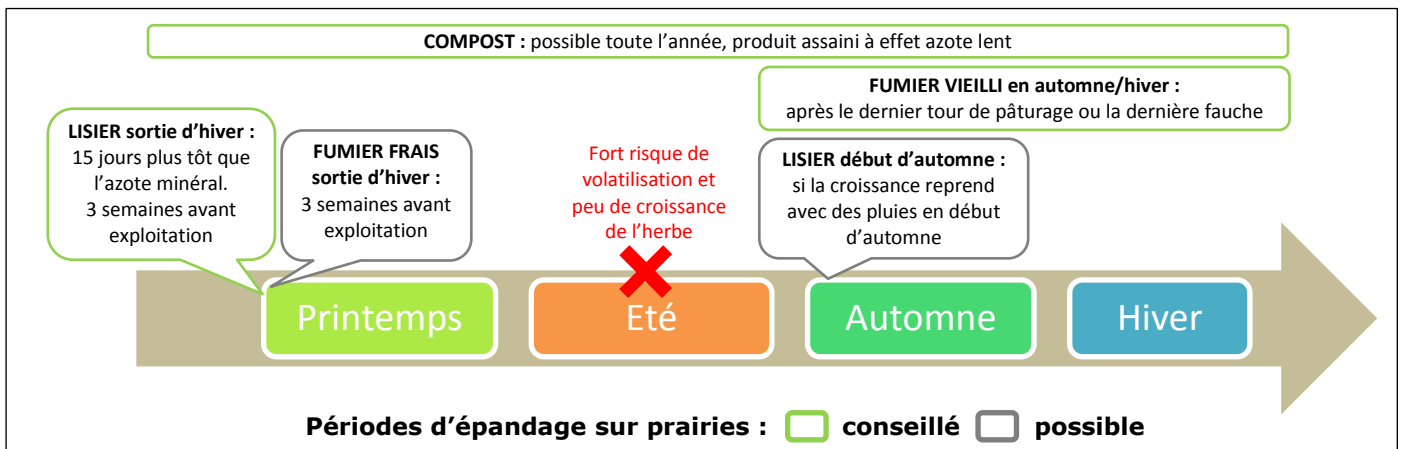 COMPOST : possible toute l’année, produit assaini à effet azote lent
FUMIER VIEILLI en automne/hiver :
après le dernier tour de pâturage ou la dernière fauche
LISIER sortie d’hiver :
15 jours plus tôt que
l’azote minéral.
3 semaines avant
exploitation
FUMIER FRAIS
sortie d’hiver :
3 semaines avant
exploitation
Fort risque de
volatilisation et
peu de croissance
de l’herbe
LISIER début d’automne :
si la croissance reprend
avec des pluies en début
d’automne
Printemps
Eté
Automne
Hiver
Périodes d’épandage sur prairies : conseillé possible